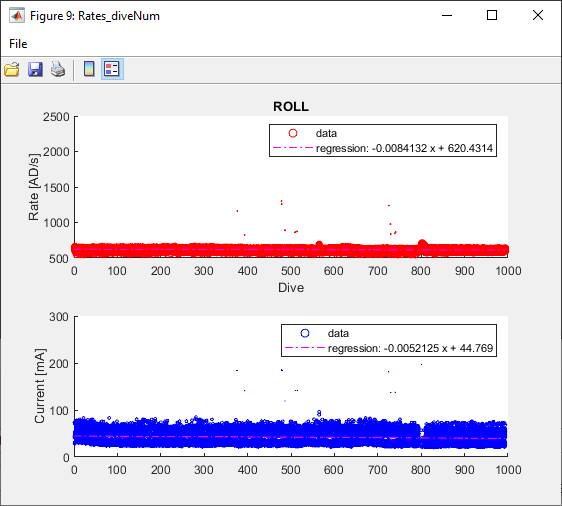 Figure 9: Rates_diveNum
File
ROLL
2500
2000
1500
1000
500
Rate [AD/s]
data
regression: -0.0084132 x + 620.4314
0 100 200 300 400 500 600 700 800 900 1000
Dive
300
200
100
0
Current [mA]
data
regression: -0.0052125 x + 44.769
0 100 200 300 400 500 600 700 800 900 1000